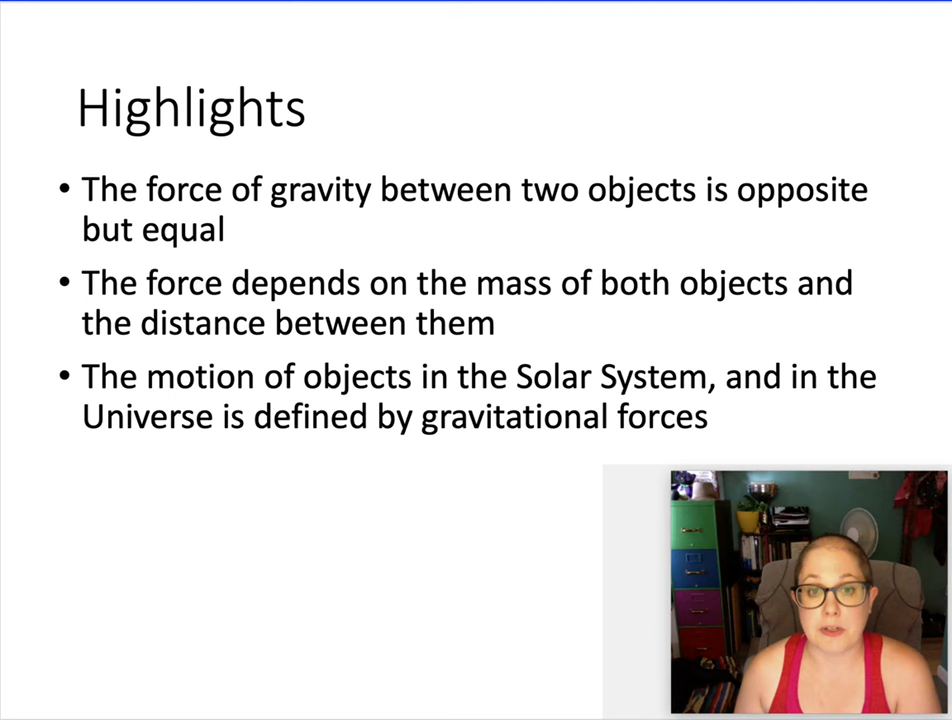 Highlights
• The force of gravity between two objects is opposite
but equal
• The force depends on the mass of both objects and
the distance between them
• The motion of objects in the Solar System, and in the
Universe is defined by gravitational forces